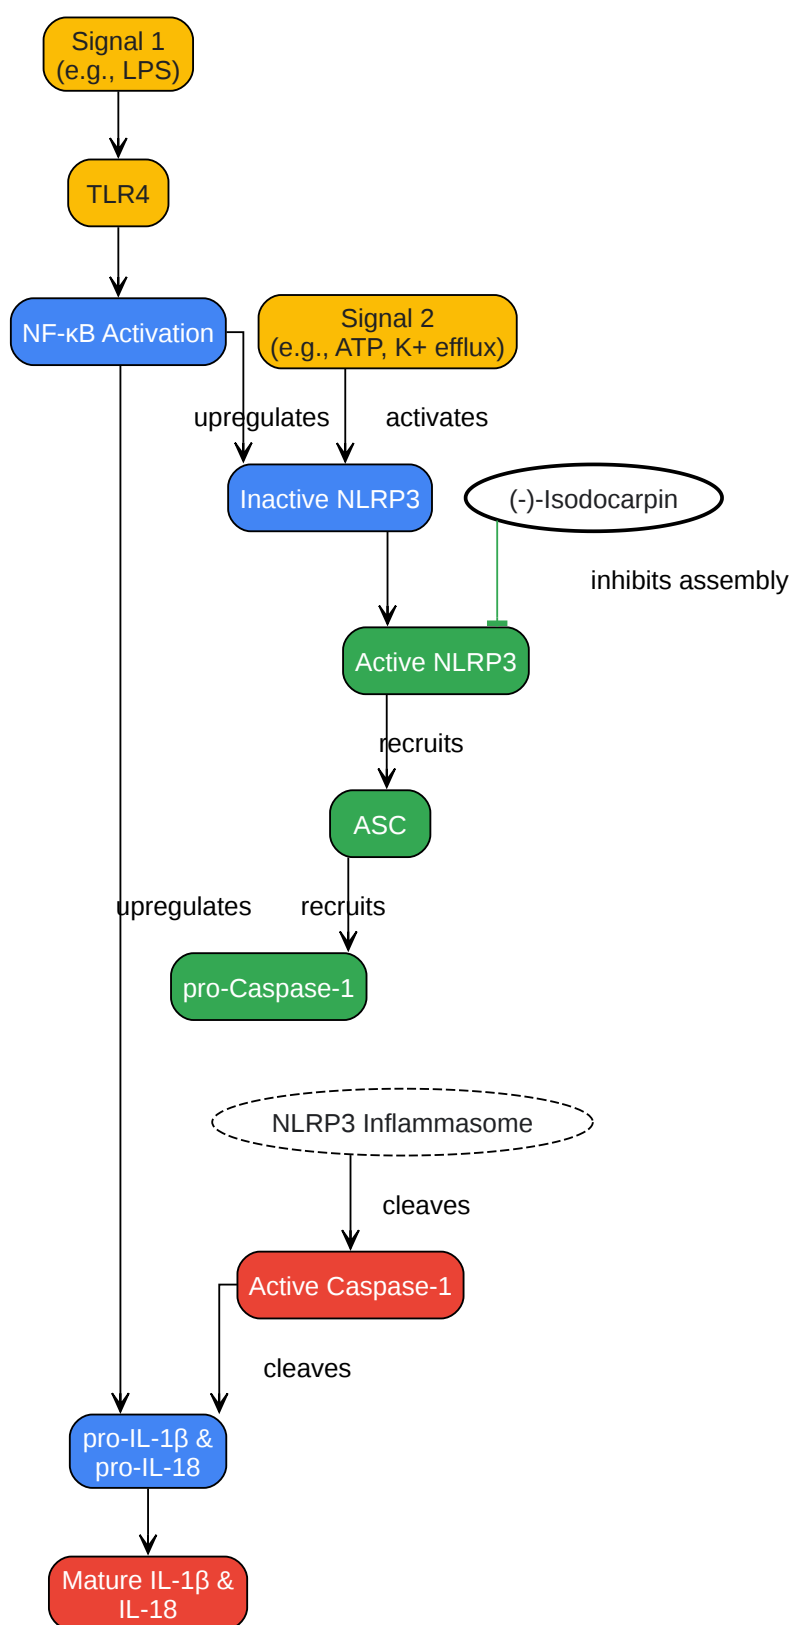 Signal 1
(e.g., LPS)
TLR4
NF-κB Activation
Signal 2
(e.g., ATP, K+ efflux)
upregulates
activates
Inactive NLRP3
(-)-Isodocarpin
inhibits assembly
Active NLRP3
recruits
ASC
upregulates
recruits
pro-Caspase-1
NLRP3 Inflammasome
cleaves
Active Caspase-1
cleaves
pro-IL-1β &
pro-IL-18
Mature IL-1β &
IL-18